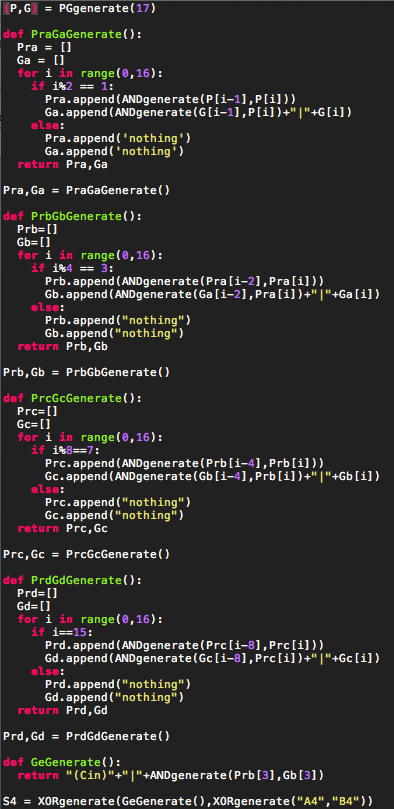 (P,G) = PGgenerate(17)
def PraGaGenerate():
Pra = []
Ga = []
for i in range(0,16):
if i%2 == 1:
Pra.append(ANDgenerate(P[i-1],P[i]))
Ga.append(ANDgenerate(G[i-1],P[i])+"|"+G[i])
else:
Pra.append('nothing')
Ga.append('nothing')
return Pra,Ga
Pra,Ga = PraGaGenerate()
def PrbGbGenerate():
Prb=[]
Gb=[]
for i in range(0,16):
if i%4 == 3:
Prb.append(ANDgenerate(Pra[i-2],Pra[i]))
Gb.append(ANDgenerate(Ga[i-2],Pra[i])+"|"+Ga[i])
else:
Prb.append("nothing")
Gb.append("nothing")
return Prb,Gb
Prb,Gb = PrbGbGenerate()
def PrcGcGenerate():
Prc=[]
Gc=[]
for i in range(0,16):
if i%8==7:
Prc.append(ANDgenerate(Prb[i-4],Prb[i]))
Gc.append(ANDgenerate(Gb[i-4],Prb[i])+"|"+Gb[i])
else:
Prc.append("nothing")
Gc.append("nothing")
return Prc,Gc
Prc,Gc = PrcGcGenerate()
def PrdGdGenerate():
Prd=[]
Gd=[]
for i in range(0,16):
if i==15:
Prd.append(ANDgenerate(Prc[i-8],Prc[i]))
Gd.append(ANDgenerate(Gc[i-8],Prc[i])+"|"+Gc[i])
else:
Prd.append("nothing")
Gd.append("nothing")
return Prd,Gd
Prd,Gd = PrdGdGenerate()
def GeGenerate():
return "(Cin)"+"|"+ANDgenerate(Prb[3],Gb[3])
S4 = XORgenerate(GeGenerate(),XORgenerate("A4","B4"))